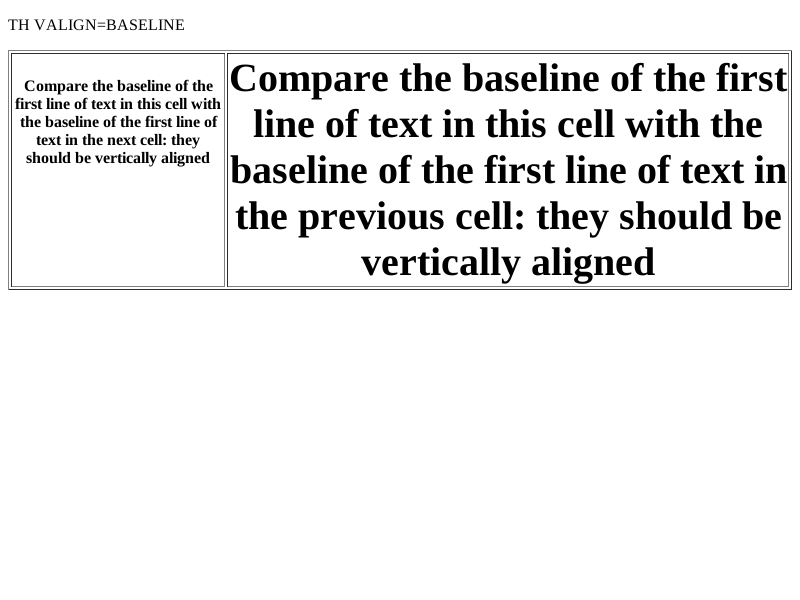 TH VALIGN=BASELINE
Compare the baseline of the
first line of text in this cell with
the baseline of the first line of
text in the next cell: they
should be vertically aligned
Compare the baseline of the first
line of text in this cell with the
baseline of the first line of text in
the previous cell: they should be
vertically aligned